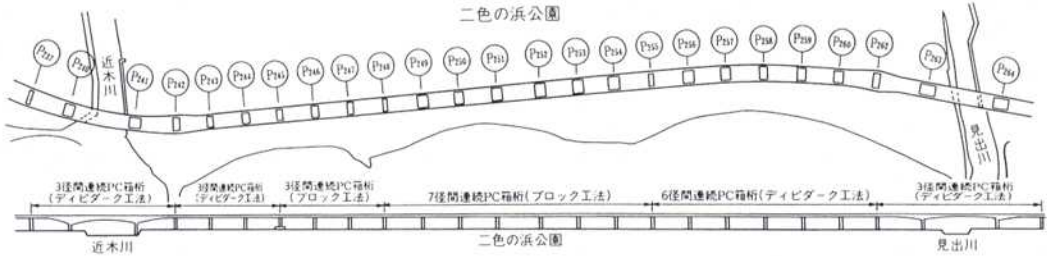 二色の浜公園
P237
P240
近木川
P241
P242
P243
P244
P245
P246
P247
P248
P249
P250
P251
P252
P253
P254
P255
P256
P257
P258
P259
P260
P262
P263
P264
見出川
3径間連続PC箱桁
(ディビダーク工法)
3径間連続PC箱桁
(ディビダーク工法)
3径間連続PC箱桁
(ブロック工法)
7径間連続PC箱桁(ブロック工法)
6径間連続PC箱桁(ディビダーク工法)
3径間連続PC箱桁
(ディビダーク工法)
近木川
二色の浜公園
見出川